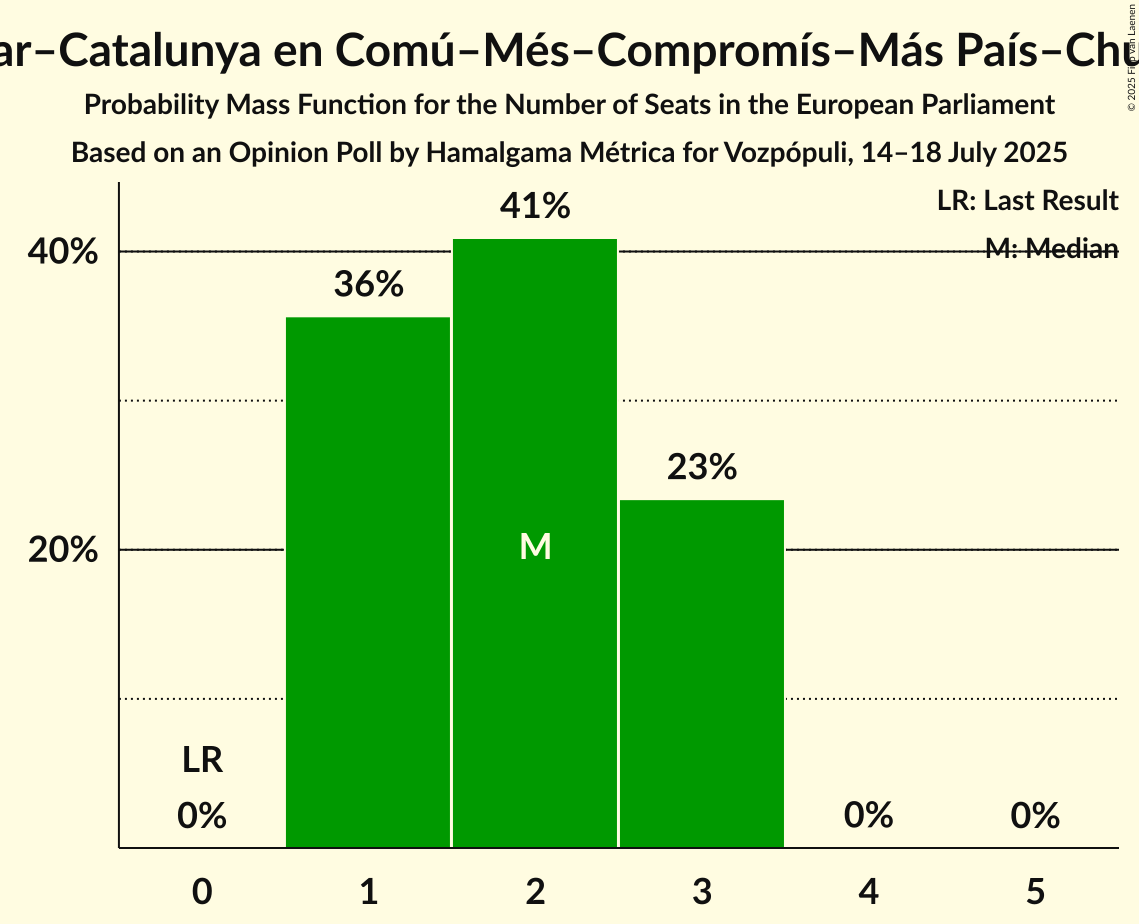 ar–Catalunya en Comú–Més–Compromís–Más País–Chu
Probability Mass Function for the Number of Seats in the European Parliament
Based on an Opinion Poll by Hamalgama Métrica for Vozpópuli, 14–18 July 2025
© 2025 Filip van Laenen
LR: Last Result
M: Median
40%
20%
41%
36%
23%
M
LR
0%
0%
0%
0 1 2 3 4 5